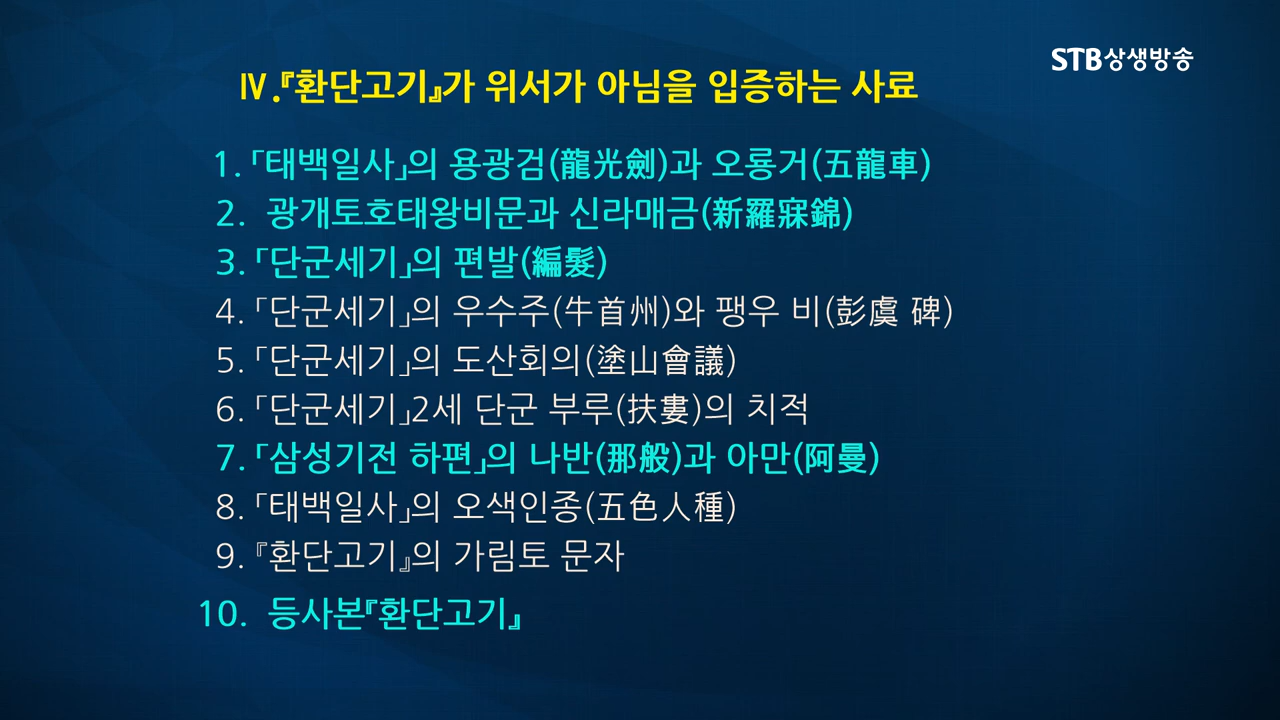 STB상생방송
Ⅳ.『환단고기』가 위서가 아님을 입증하는 사료
1. 「태백일사」의 용광검(龍光劍)과 오룡거(五龍車)
2. 광개토호태왕비문과 신라매금(新羅寐錦)
3. 「단군세기」의 편발(編髮)
4. 「단군세기」의 우수주(牛首州)와 팽우 비(彭虞 碑)
5. 「단군세기」의 도산회의(塗山會議)
6. 「단군세기」2세 단군 부루(扶婁)의 치적
7. 「삼성기전 하편」의 나반(那般)과 아만(阿曼)
8. 「태백일사」의 오색인종(五色人種)
9. 『환단고기』의 가림토 문자
10. 등사본『환단고기』